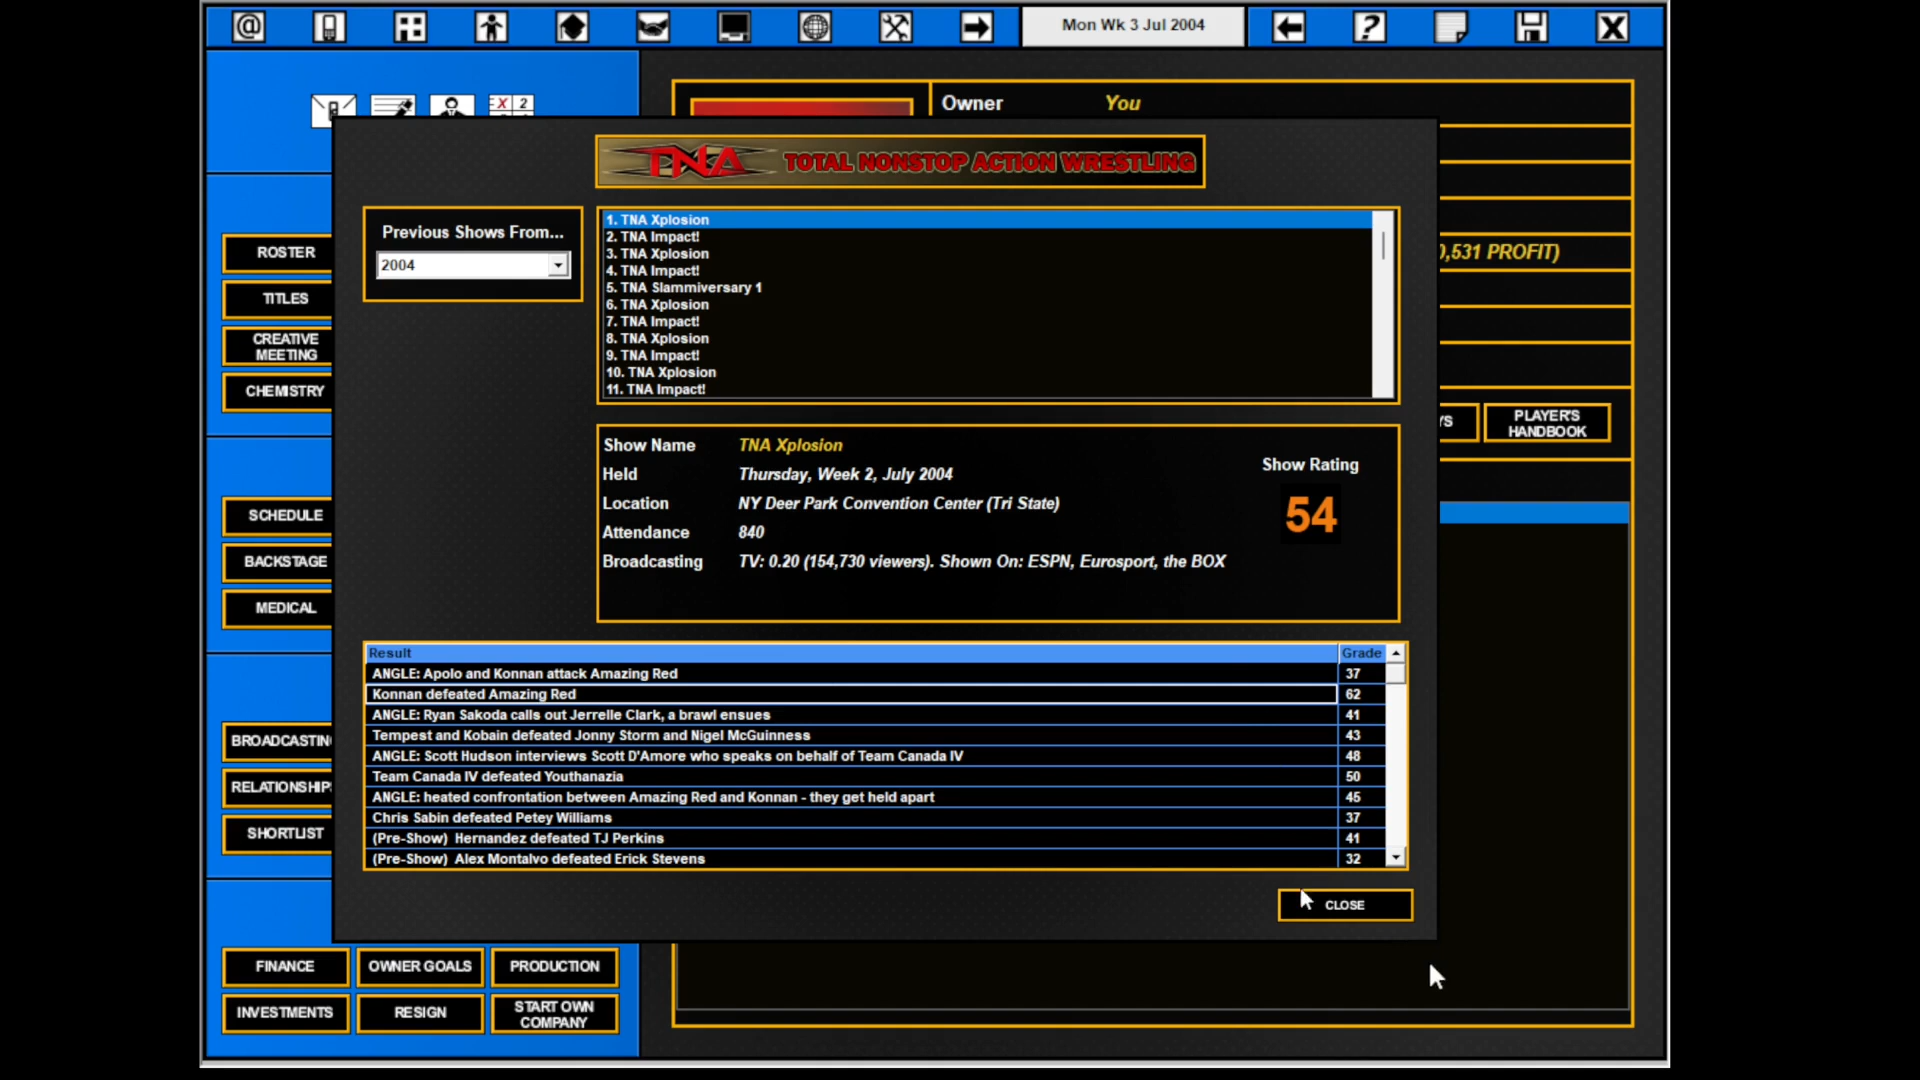 @
Mon Wk 3 Jul 2004
?
X
X 2
Owner You
TNA TOTAL NONSTOP ACTION WRESTLING
Previous Shows From...
2004
1. TNA Xplosion
2. TNA Impact!
3. TNA Xplosion
4. TNA Impact!
5. TNA Slammiversary 1
6. TNA Xplosion
7. TNA Impact!
8. TNA Xplosion
9. TNA Impact!
10. TNA Xplosion
11. TNA Impact!
ROSTER
TITLES
CREATIVE
MEETING
CHEMISTRY
0,531 PROFIT)
YS
PLAYER'S
HANDBOOK
Show Name TNA Xplosion
Held Thursday, Week 2, July 2004
Location NY Deer Park Convention Center (Tri State)
Attendance 840
Broadcasting TV: 0.20 (154,730 viewers). Shown On: ESPN, Eurosport, the BOX
Show Rating
54
SCHEDULE
BACKSTAGE
MEDICAL
Result Grade
ANGLE: Apolo and Konnan attack Amazing Red 37
Konnan defeated Amazing Red 62
ANGLE: Ryan Sakoda calls out Jerrelle Clark, a brawl ensues 41
Tempest and Kobain defeated Jonny Storm and Nigel McGuinness 43
ANGLE: Scott Hudson interviews Scott D'Amore who speaks on behalf of Team Canada IV 48
Team Canada IV defeated Youthanazia 50
ANGLE: heated confrontation between Amazing Red and Konnan - they get held apart 45
Chris Sabin defeated Petey Williams 37
(Pre-Show) Hernandez defeated TJ Perkins 41
(Pre-Show) Alex Montalvo defeated Erick Stevens 32
BROADCASTIN
RELATIONSHIP
SHORTLIST
CLOSE
FINANCE
OWNER GOALS
PRODUCTION
INVESTMENTS
RESIGN
START OWN
COMPANY